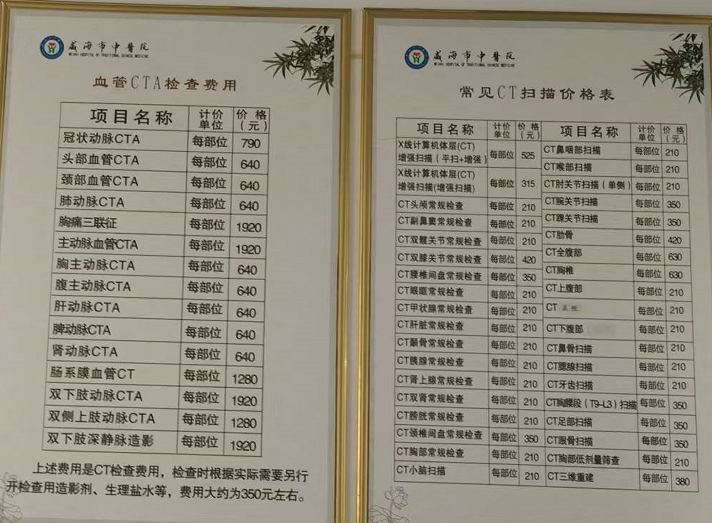 威海市中醫院
WEIHAI HOSPITAL OF TRADITIONAL CHINESE MEDICINE
血管CTA检查费用
项目名称 计价单位 价格（元）
冠状动脉CTA 每部位 790
头部血管CTA 每部位 640
颈部血管CTA 每部位 640
肺动脉CTA 每部位 640
胸痛三联征 每部位 1920
主动脉血管CTA 每部位 1920
胸主动脉CTA 每部位 640
腹主动脉CTA 每部位 640
肝动脉CTA 每部位 640
脾动脉CTA 每部位 640
肾动脉CTA 每部位 640
肠系膜血管CT 每部位 1280
双下肢动脉CTA 每部位 1920
双侧上肢动脉CTA 每部位 1280
双下肢深静脉造影 每部位 1920
上述费用是CT检查费用，检查时根据实际需要另行
开检查用造影剂、生理盐水等，费用大约为350元左右。
威海市中醫院
WEIHAI HOSPITAL OF TRADITIONAL CHINESE MEDICINE
常见CT扫描价格表
项目名称 计价单位 价格（元）
X线计算机体层(CT)
增强扫描（平扫+增强） 每部位 525
X线计算机体层(CT)
增强扫描(增强扫描) 每部位 315
CT头颅常规检查 每部位 210
CT副鼻窦常规检查 每部位 210
CT双髋关节常规检查 每部位 210
CT双膝关节常规检查 每部位 420
CT腰椎间盘常规检查 每部位 350
CT眼眶常规检查 每部位 210
CT甲状腺常规检查 每部位 210
CT肝脏常规检查 每部位 210
CT颞骨常规检查 每部位 210
CT胰腺常规检查 每部位 210
CT肾上腺常规检查 每部位 210
CT双肾常规检查 每部位 210
CT膀胱常规检查 每部位 210
CT颈椎间盘常规检查 每部位 350
CT胸部常规检查 每部位 210
CT小脑扫描 每部位 210
项目名称 计价单位 价格（元）
CT鼻咽部扫描 每部位 210
CT喉部扫描 每部位 210
CT肘关节扫描（单侧） 每部位 210
CT腕关节扫描 每部位 350
CT踝关节扫描 每部位 350
CT肋骨 每部位 420
CT全腹部 每部位 630
CT胸椎 每部位 630
CT上腹部 每部位 210
CT 每部位 210
CT下腹部 每部位 210
CT鼻骨扫描 每部位 210
CT腮腺扫描 每部位 210
CT牙齿扫描 每部位 210
CT胸腰段（T9-L3）扫描 每部位 350
CT足部扫描 每部位 350
CT跟骨扫描 每部位 350
CT胸部低剂量筛查 每部位 210
CT三维重建 每部位 380